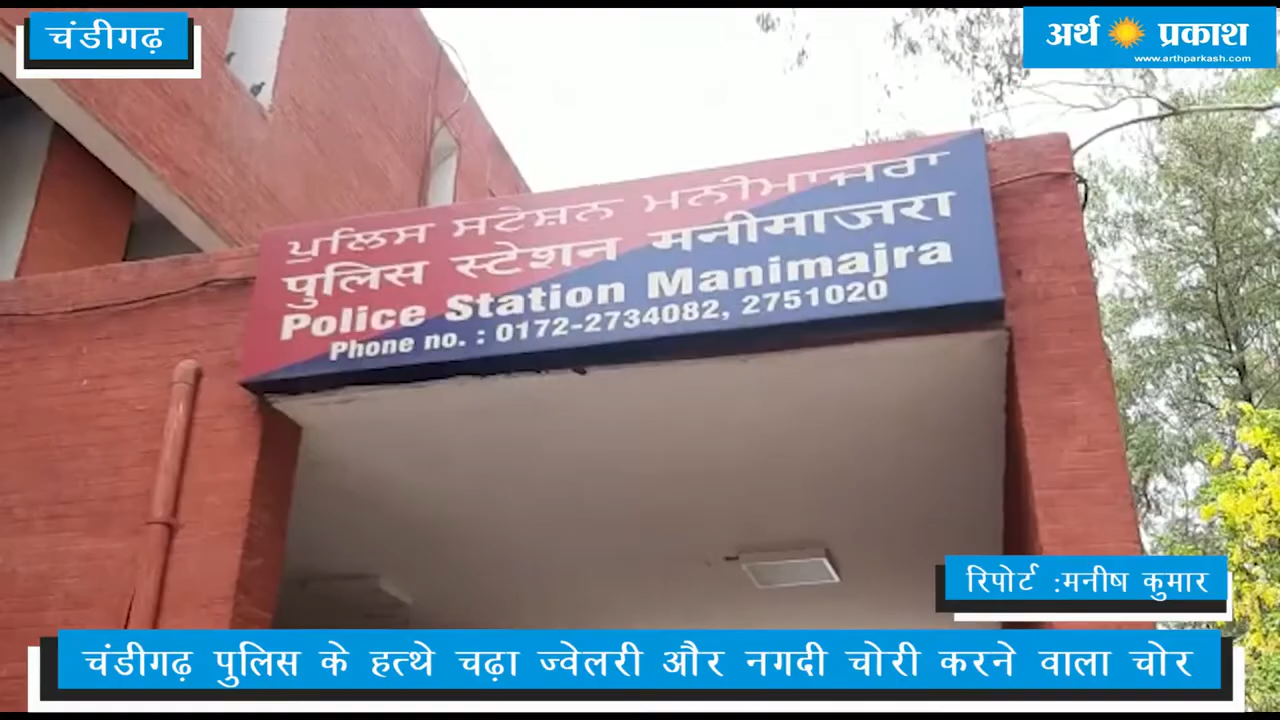 चंडीगढ़
अर्थ प्रकाश
www.arthparkash.com
ਪੁਲਿਸ ਸਟੇਸ਼ਨ ਮਨੀਮਾਜਰਾ
पुलिस स्टेशन मनीमाजरा
Police Station Manimajra
Phone no. : 0172-2734082, 2751020
रिपोर्ट :मनीष कुमार
चंडीगढ़ पुलिस के हत्थे चढ़ा ज्वेलरी और नगदी चोरी करने वाला चोर